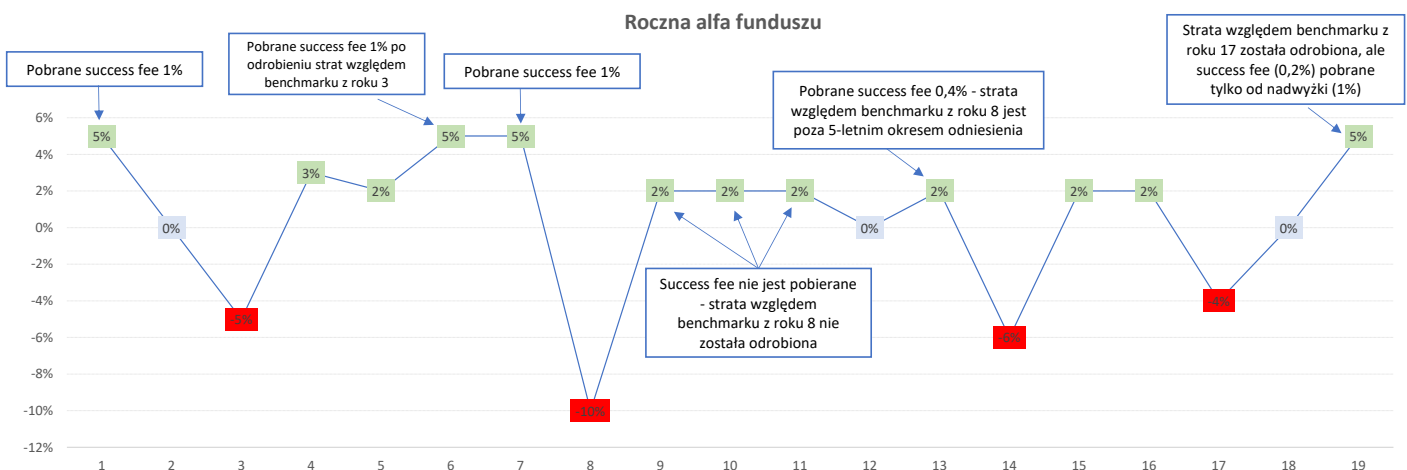 Roczna alfa funduszu
Pobrane success fee 1%
Pobrane success fee 1% po
odrobieniu strat względem
benchmarku z roku 3
Pobrane success fee 1%
Pobrane success fee 0,4% - strata
względem benchmarku z roku 8 jest
poza 5-letnim okresem odniesienia
Strata względem benchmarku z
roku 17 została odrobiona, ale
success fee (0,2%) pobrane
tylko od nadwyżki (1%)
Success fee nie jest pobierane
- strata względem
benchmarku z roku 8 nie
została odrobiona
6%
4%
2%
0%
-2%
-4%
-6%
-8%
-10%
-12%
5%
0%
-5%
3%
2%
5%
5%
-10%
2%
2%
2%
0%
2%
-6%
2%
2%
-4%
0%
5%
1 2 3 4 5 6 7 8 9 10 11 12 13 14 15 16 17 18 19